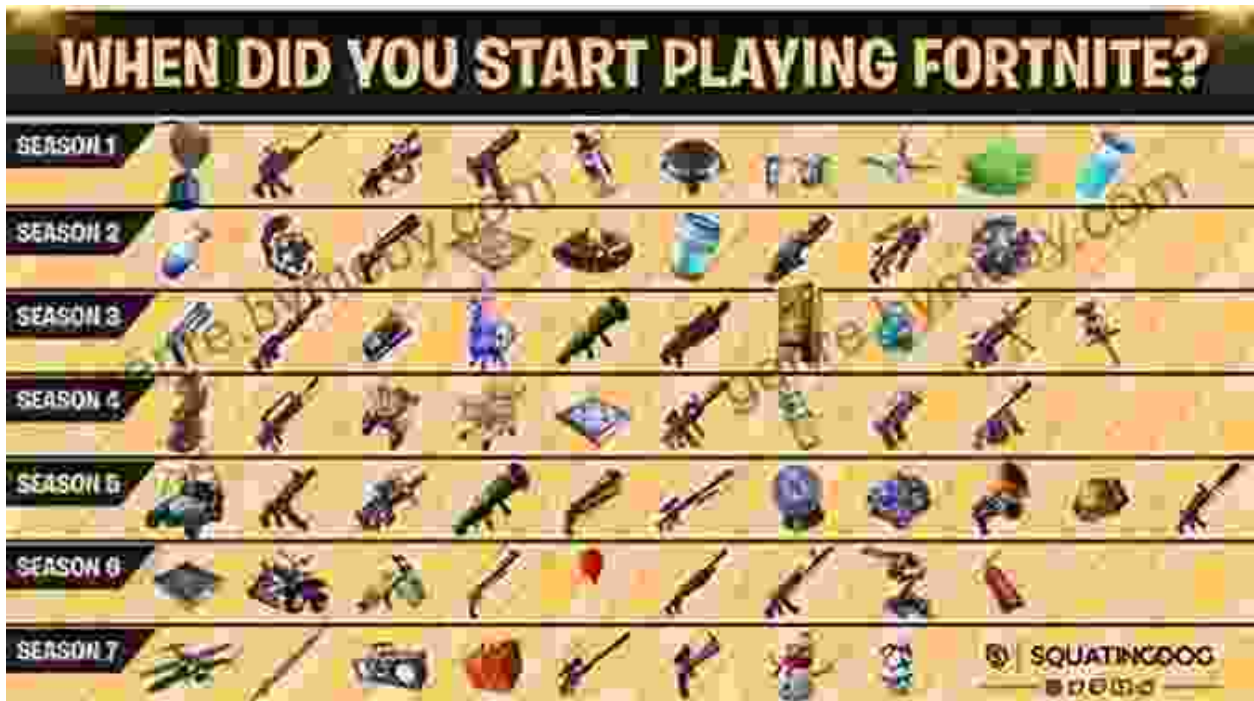 WHEN DID YOU START PLAYING FORTNITE?
SEASON 1
SEASON 2
SEASON 3
SEASON 4
SEASON 5
SEASON 6
SEASON 7
SQUATINGDOG